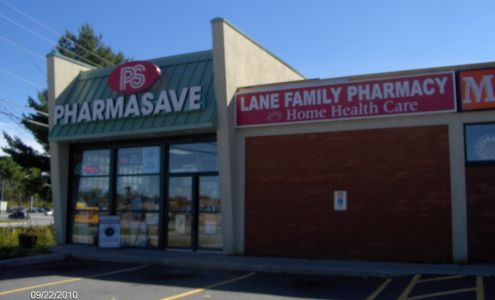 PS
PHARMASAVE
LANE FAMILY PHARMACY
Home Health Care
M
09/22/2010